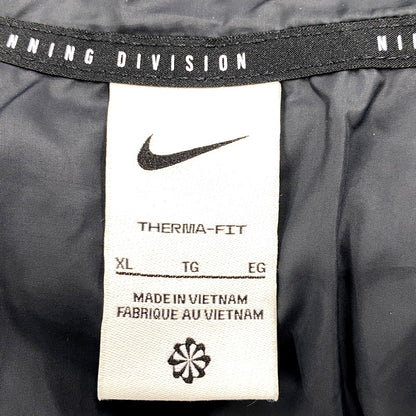 NNING DIVISION
THERMA-FIT
XL TG EG
MADE IN VIETNAM
FABRIQUE AU VIETNAM